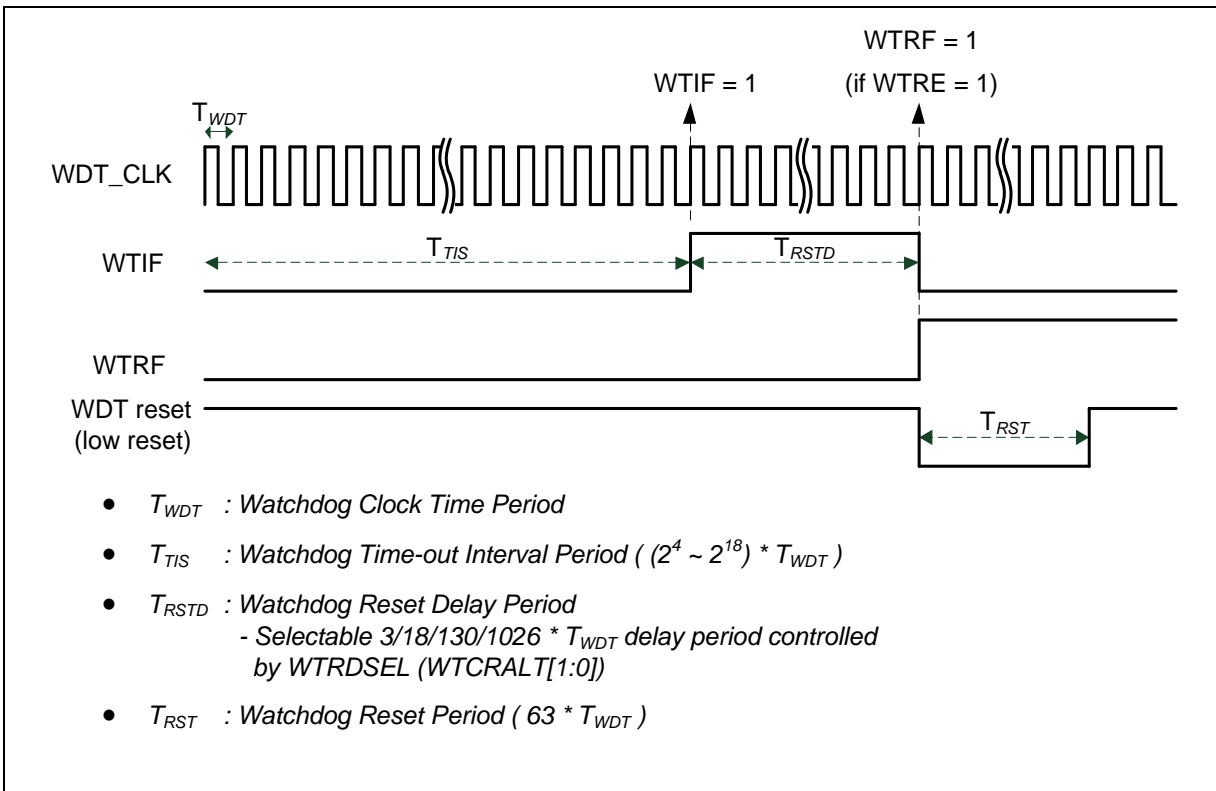 WTRF = 1
WTIF = 1 (if WTRE = 1)
T_WDT
WDT_CLK
WTIF T_TIS T_RSTD
WTRF
WDT reset
(low reset) T_RST
• T_WDT : Watchdog Clock Time Period
• T_TIS : Watchdog Time-out Interval Period ( (2^4 ~ 2^18) * T_WDT )
• T_RSTD : Watchdog Reset Delay Period
- Selectable 3/18/130/1026 * T_WDT delay period controlled
by WTRDSEL (WTCRALT[1:0])
• T_RST : Watchdog Reset Period ( 63 * T_WDT )